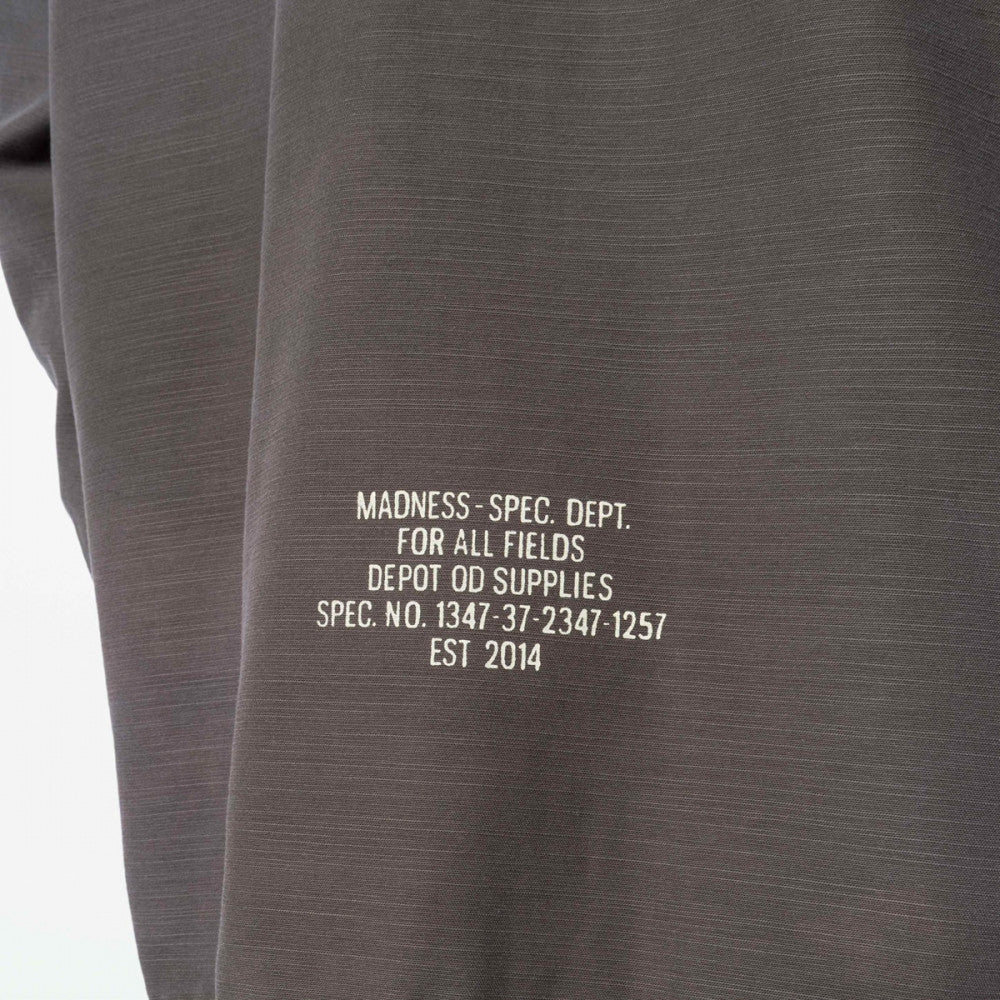 MADNESS - SPEC. DEPT.
FOR ALL FIELDS
DEPOT OD SUPPLIES
SPEC. NO. 1347-37-2347-1257
EST 2014